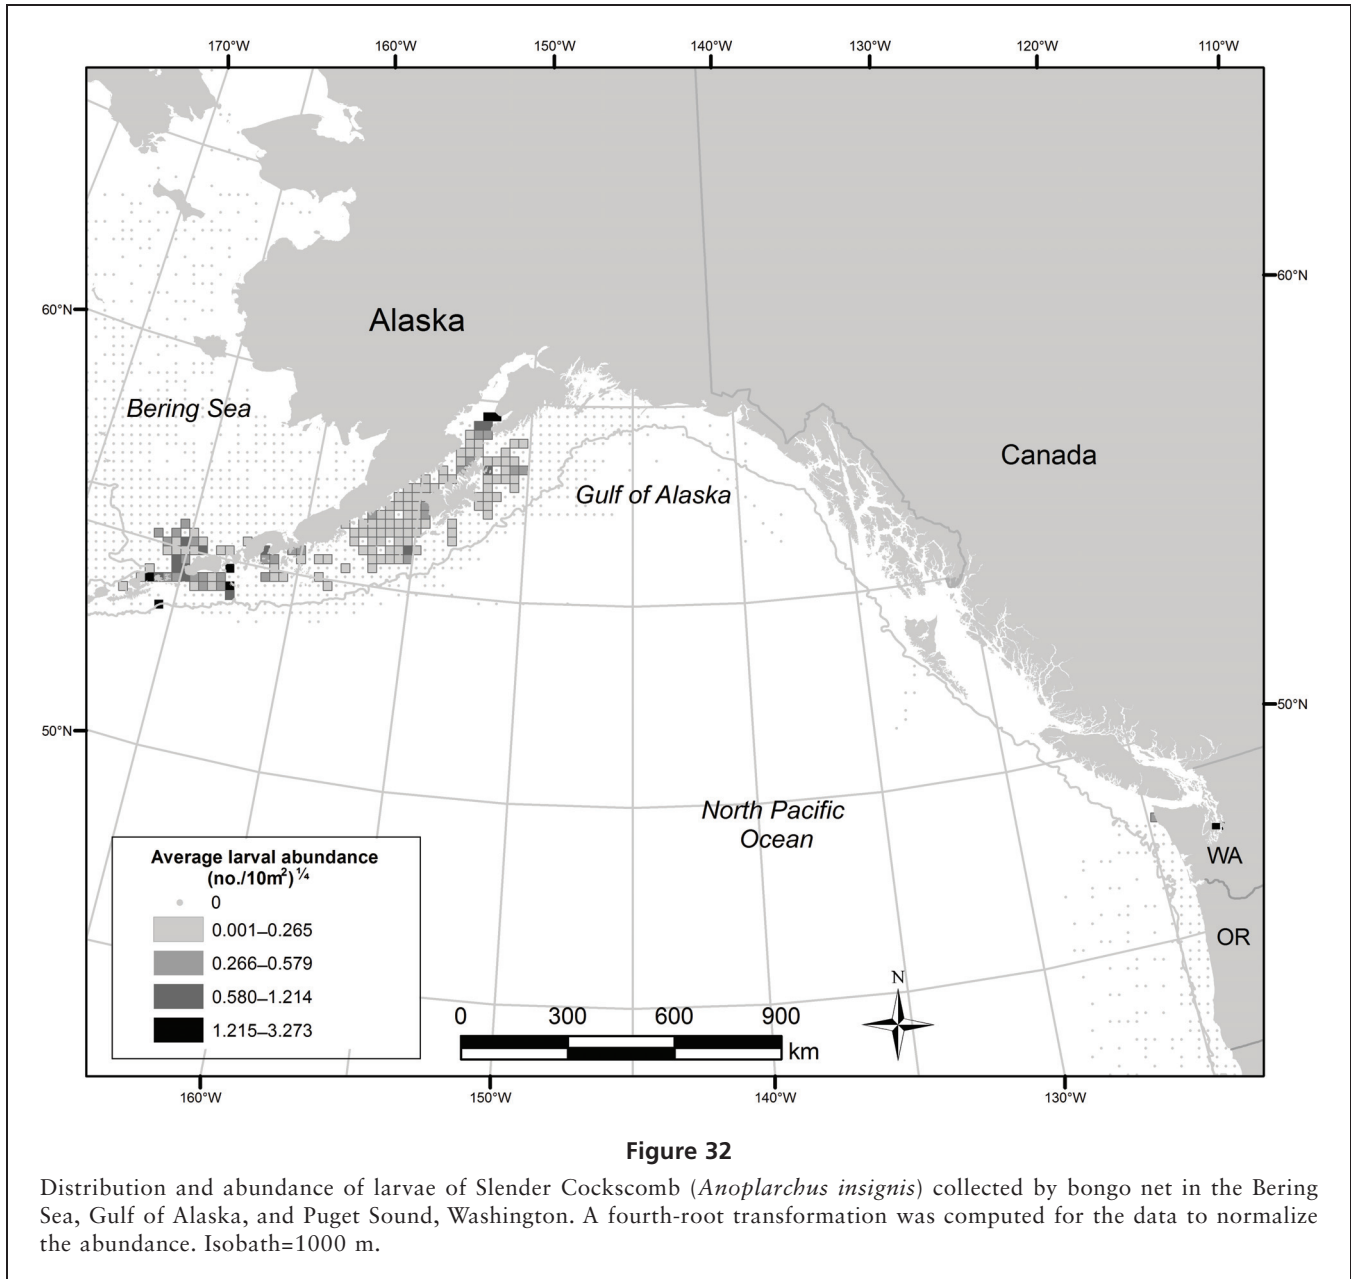 170°W 160°W 150°W 140°W 130°W 120°W 110°W
60°N
60°N
Alaska
Bering Sea
Canada
Gulf of Alaska
50°N
50°N
North Pacific
Ocean
WA
OR
Average larval abundance
(no./10m²)¼
0
0.001–0.265
0.266–0.579
0.580–1.214
1.215–3.273
N
0 300 600 900
km
160°W 150°W 140°W 130°W
Figure 32
Distribution and abundance of larvae of Slender Cockscomb (Anoplarchus insignis) collected by bongo net in the Bering
Sea, Gulf of Alaska, and Puget Sound, Washington. A fourth-root transformation was computed for the data to normalize
the abundance. Isobath=1000 m.